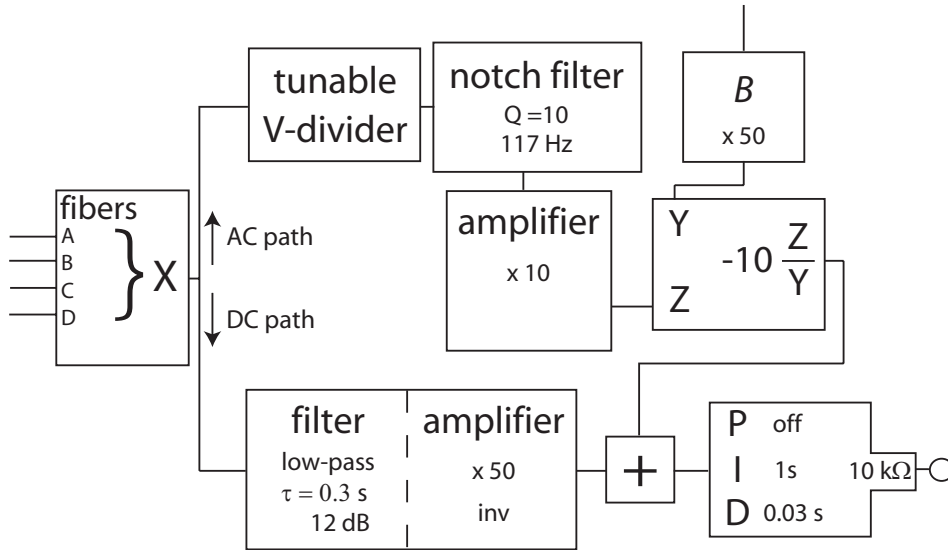 tunable
V-divider
notch filter
Q =10
117 Hz
B
x 50
fibers
A
B
C
D
}
X
AC path
DC path
amplifier
x 10
Y
Z
-10 Z
Y
filter
low-pass
τ = 0.3 s
12 dB
amplifier
x 50
inv
+
P off
I 1s
D 0.03 s
10 kΩ